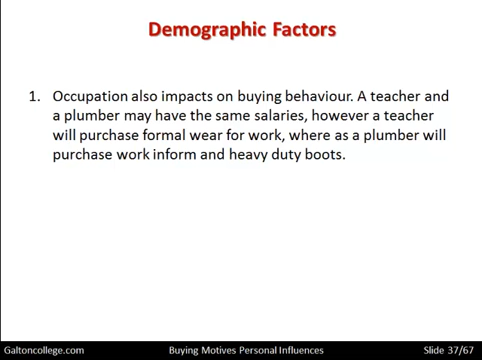 Demographic Factors
1. Occupation also impacts on buying behaviour. A teacher and
a plumber may have the same salaries, however a teacher
will purchase formal wear for work, where as a plumber will
purchase work inform and heavy duty boots.
Galtoncollege.com Buying Motives Personal Influences Slide 37/67